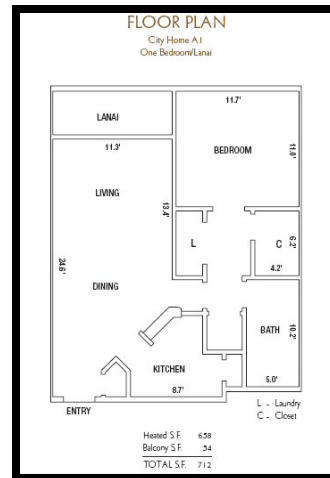 FLOOR PLAN
City Home A1
One Bedroom/Lanai
11.7'
LANAI
11.3'
BEDROOM
11.0'
LIVING
13.4'
L
C
6.2'
4.2'
24.6'
DINING
BATH
10.2'
KITCHEN
8.7'
5.0'
ENTRY
L - Laundry
C - Closet
Heated S.F. 658
Balcony S.F. 54
TOTAL S.F. 712